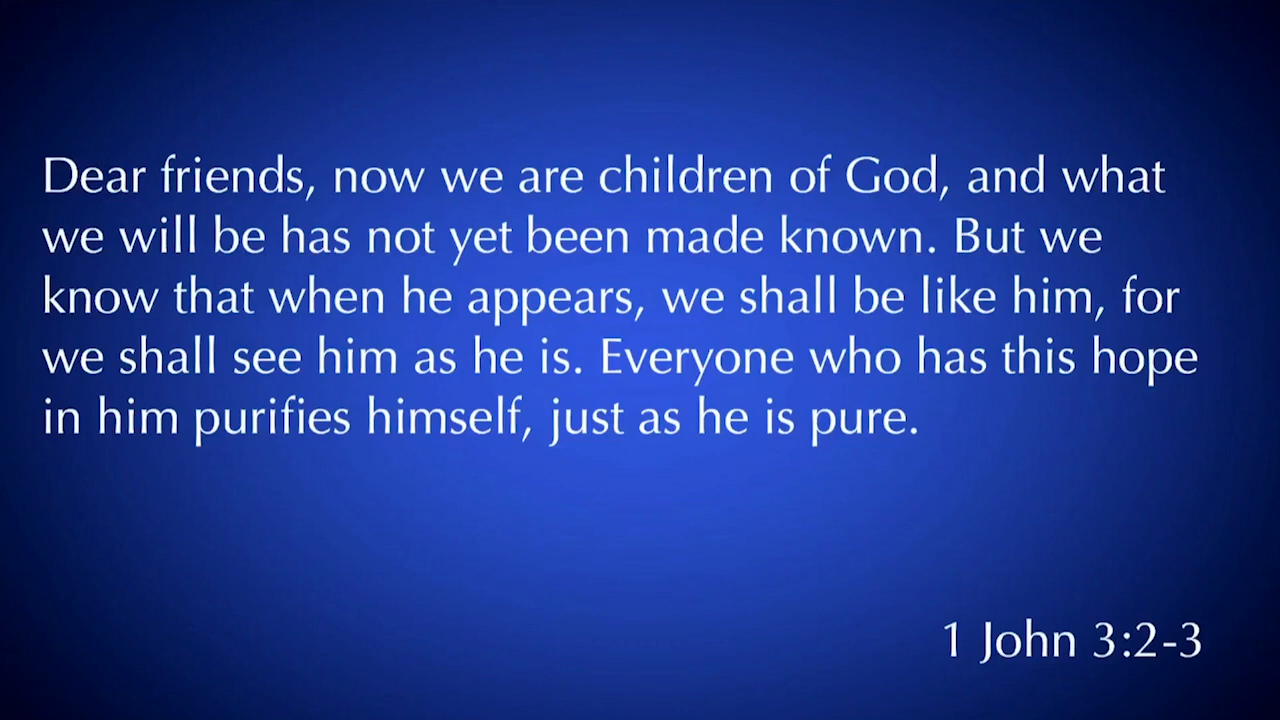 Dear friends, now we are children of God, and what
we will be has not yet been made known. But we
know that when he appears, we shall be like him, for
we shall see him as he is. Everyone who has this hope
in him purifies himself, just as he is pure.
1 John 3:2-3